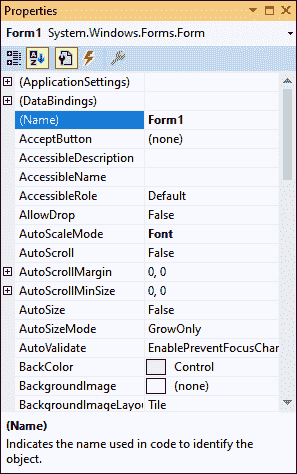 Properties
Form1 System.Windows.Forms.Form
(ApplicationSettings)
(DataBindings)
(Name) Form1
AcceptButton (none)
AccessibleDescription
AccessibleName
AccessibleRole Default
AllowDrop False
AutoScaleMode Font
AutoScroll False
AutoScrollMargin 0, 0
AutoScrollMinSize 0, 0
AutoSize False
AutoSizeMode GrowOnly
AutoValidate EnablePreventFocusChan
BackColor Control
BackgroundImage (none)
BackgroundImageLayou Tile
(Name)
Indicates the name used in code to identify the
object.